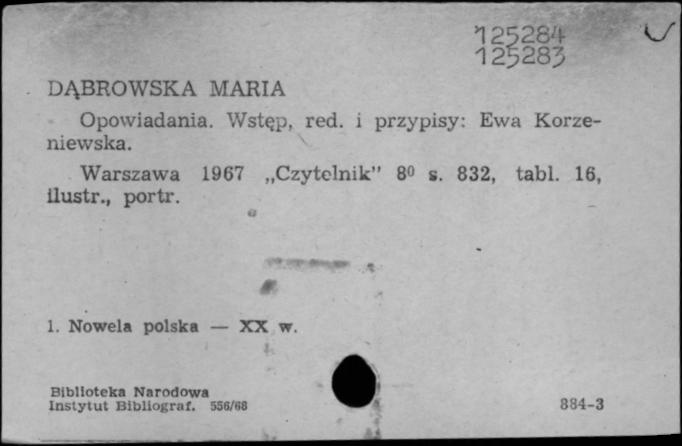 125284
125283
DĄBROWSKA MARIA
Opowiadania. Wstęp, red. i przypisy: Ewa Korze-
niewska.
Warszawa 1967 „Czytelnik” 8⁰ s. 832, tabl. 16,
ilustr., portr.
1. Nowela polska — XX w.
Biblioteka Narodowa
Instytut Bibliograf. 556/68
884-3